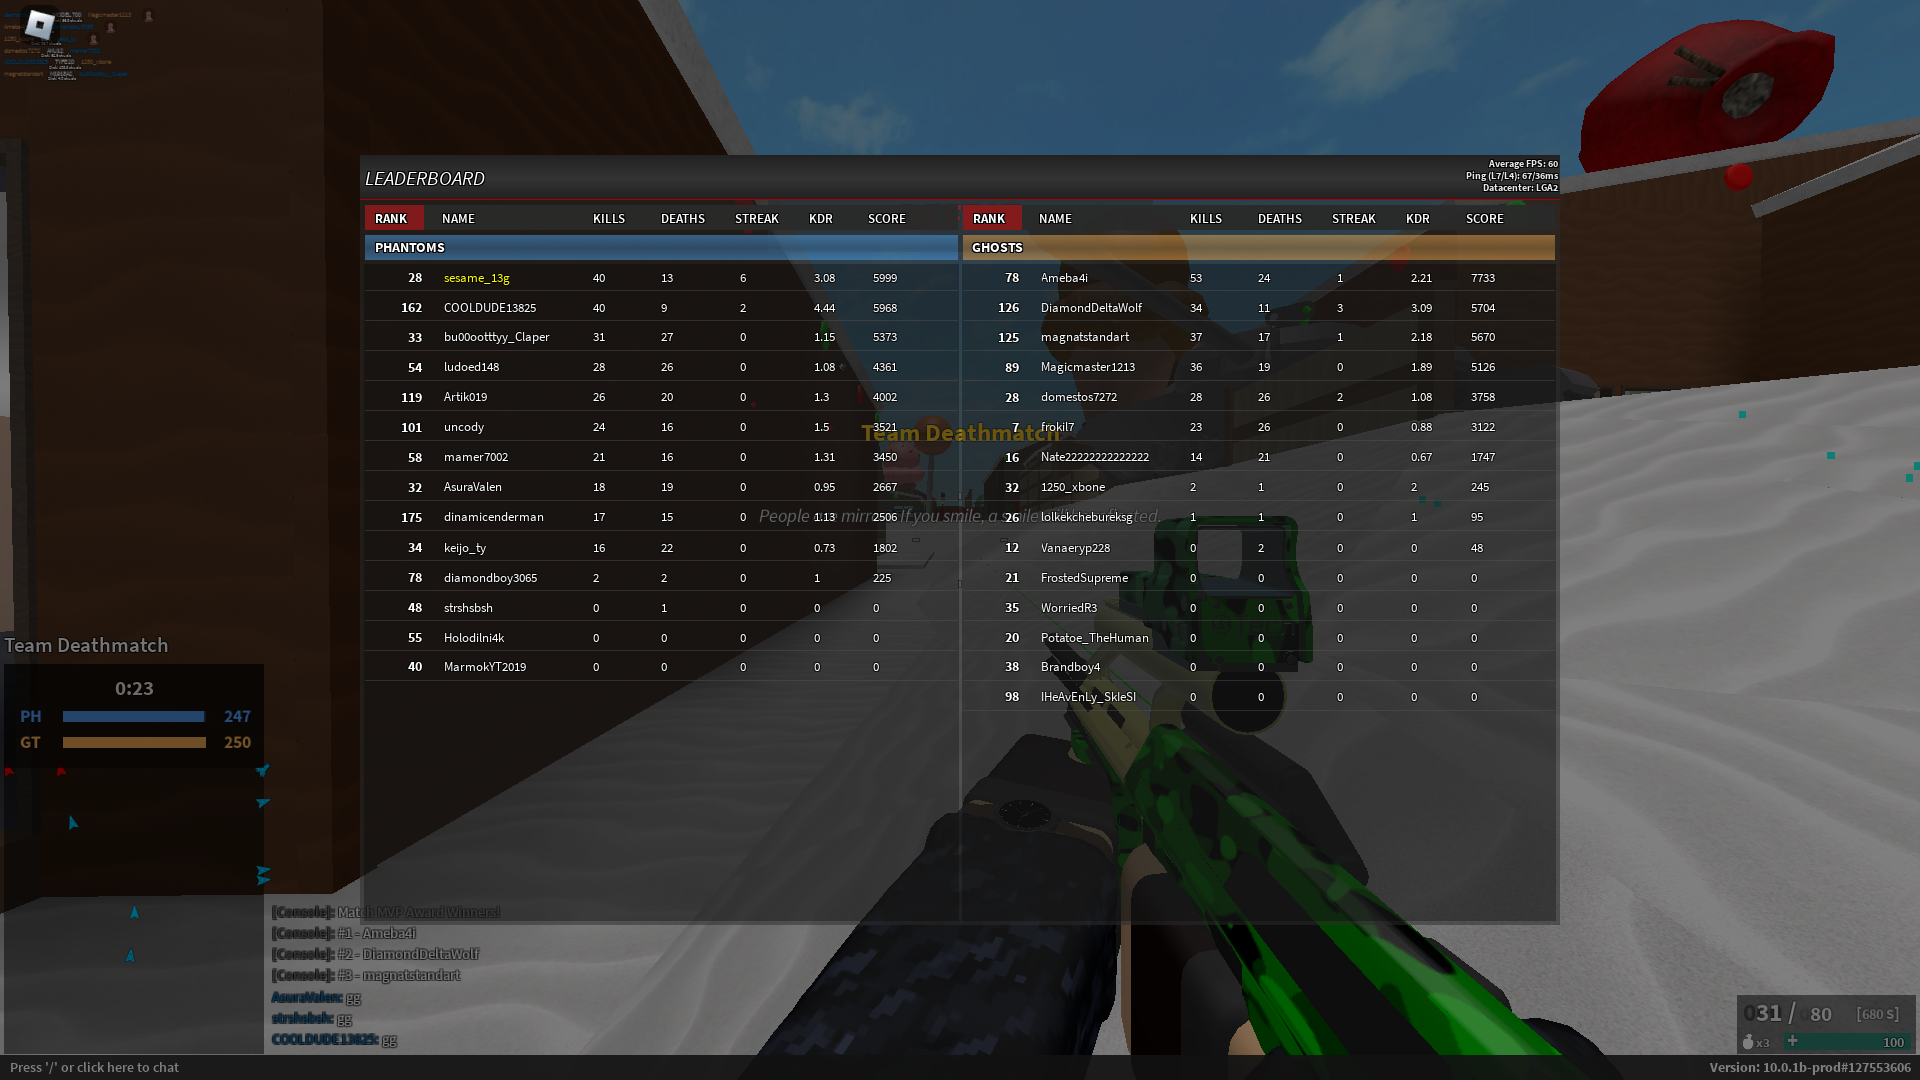 LEADERBOARD
Average FPS: 60
Ping (L7/L4): 67/36ms
Datacenter: LGA2
RANK NAME KILLS DEATHS STREAK KDR SCORE
PHANTOMS
28 sesame_13g 40 13 6 3.08 5999
162 COOLDUDE13825 40 9 2 4.44 5968
33 bu00ootttyy_Claper 31 27 0 1.15 5373
54 ludoed148 28 26 0 1.08 4361
119 Artik019 26 20 0 1.3 4002
101 uncody 24 16 0 1.5 3521
58 mamer7002 21 16 0 1.31 3450
32 AsuraValen 18 19 0 0.95 2667
175 dinamicenderman 17 15 0 1.13 2506
34 keijo_ty 16 22 0 0.73 1802
78 diamondboy3065 2 2 0 1 225
48 strshsbsh 0 1 0 0 0
55 Holodilni4k 0 0 0 0 0
40 MarmokYT2019 0 0 0 0 0
RANK NAME KILLS DEATHS STREAK KDR SCORE
GHOSTS
78 Ameba4i 53 24 1 2.21 7733
126 DiamondDeltaWolf 34 11 3 3.09 5704
125 magnatstandart 37 17 1 2.18 5670
89 Magicmaster1213 36 19 0 1.89 5126
28 domestos7272 28 26 2 1.08 3758
7 frokil7 23 26 0 0.88 3122
16 Nate22222222222222 14 21 0 0.67 1747
32 1250_xbone 2 1 0 2 245
26 lolkekchebureksg 1 1 0 1 95
12 Vanaeryp228 0 2 0 0 48
21 FrostedSupreme 0 0 0 0 0
35 WorriedR3 0 0 0 0 0
20 Potatoe_TheHuman 0 0 0 0 0
38 Brandboy4 0 0 0 0 0
98 IHeAvEnLy_SkIeSI 0 0 0 0 0
Team Deathmatch
People are mirrors. If you smile, a smile will be reflected.
Team Deathmatch
0:23
PH 247
GT 250
[Console]: Match MVP Award Winners!
[Console]: #1 - Ameba4i
[Console]: #2 - DiamondDeltaWolf
[Console]: #3 - magnatstandart
AsuraValen: gg
strshsbsh: gg
COOLDUDE13825: gg
Press '/' or click here to chat
031 / 80 [680 S]
x3 + 100
Version: 10.0.1b-prod#127553606